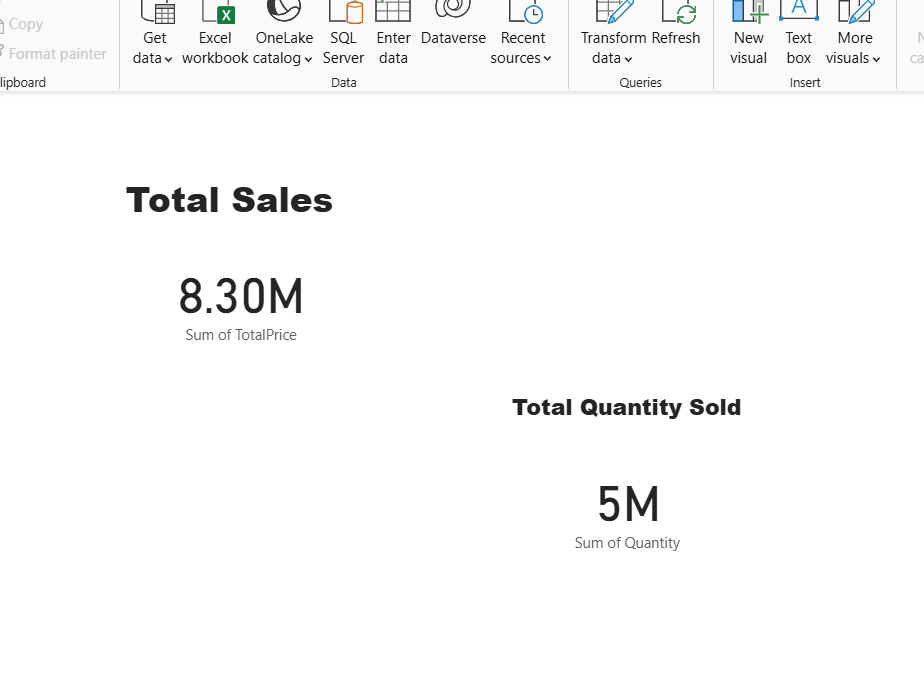 Copy
Format painter
lipboard
Get data
Excel workbook
OneLake catalog
SQL Server
Enter data
Dataverse
Recent sources
Data
Transform data
Refresh
Queries
New visual
Text box
More visuals
Insert
Total Sales
8.30M
Sum of TotalPrice
Total Quantity Sold
5M
Sum of Quantity